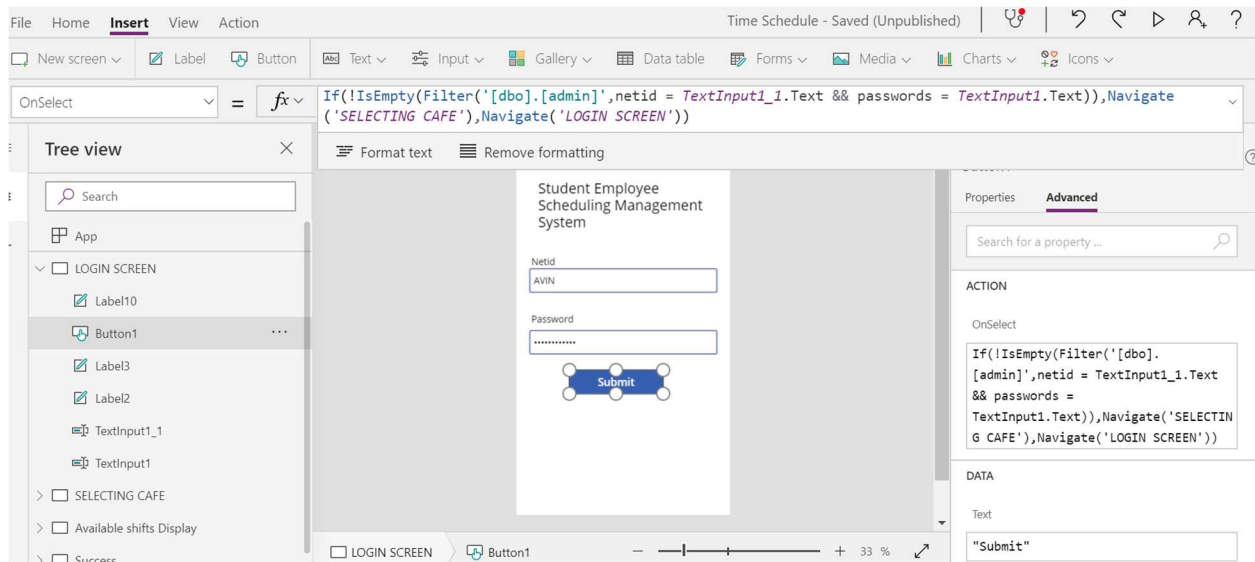 File Home Insert View Action
Time Schedule - Saved (Unpublished)
New screen Label Button Text Input Gallery Data table Forms Media Charts Icons
OnSelect = fx If(!IsEmpty(Filter('[dbo].[admin]',netid = TextInput1_1.Text && passwords = TextInput1.Text)),Navigate
('SELECTING CAFE'),Navigate('LOGIN SCREEN'))
Format text Remove formatting
Tree view
Search
App
LOGIN SCREEN
Label10
Button1
Label3
Label2
TextInput1_1
TextInput1
SELECTING CAFE
Available shifts Display
Success
Student Employee
Scheduling Management
System
Netid
AVIN
Password
Submit
LOGIN SCREEN Button1 33 %
Properties Advanced
Search for a property ...
ACTION
OnSelect
If(!IsEmpty(Filter('[dbo].
[admin]',netid = TextInput1_1.Text
&& passwords =
TextInput1.Text)),Navigate('SELECTIN
G CAFE'),Navigate('LOGIN SCREEN'))
DATA
Text
"Submit"